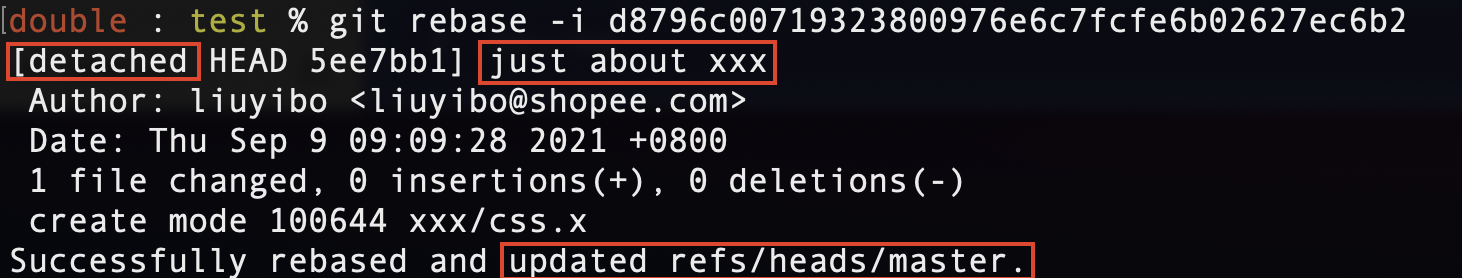 [double : test % git rebase -i d8796c00719323800976e6c7fcfe6b02627ec6b2
[detached HEAD 5ee7bb1] just about xxx
Author: liuyibo <liuyibo@shopee.com>
Date: Thu Sep 9 09:09:28 2021 +0800
1 file changed, 0 insertions(+), 0 deletions(-)
create mode 100644 xxx/css.x
Successfully rebased and updated refs/heads/master.